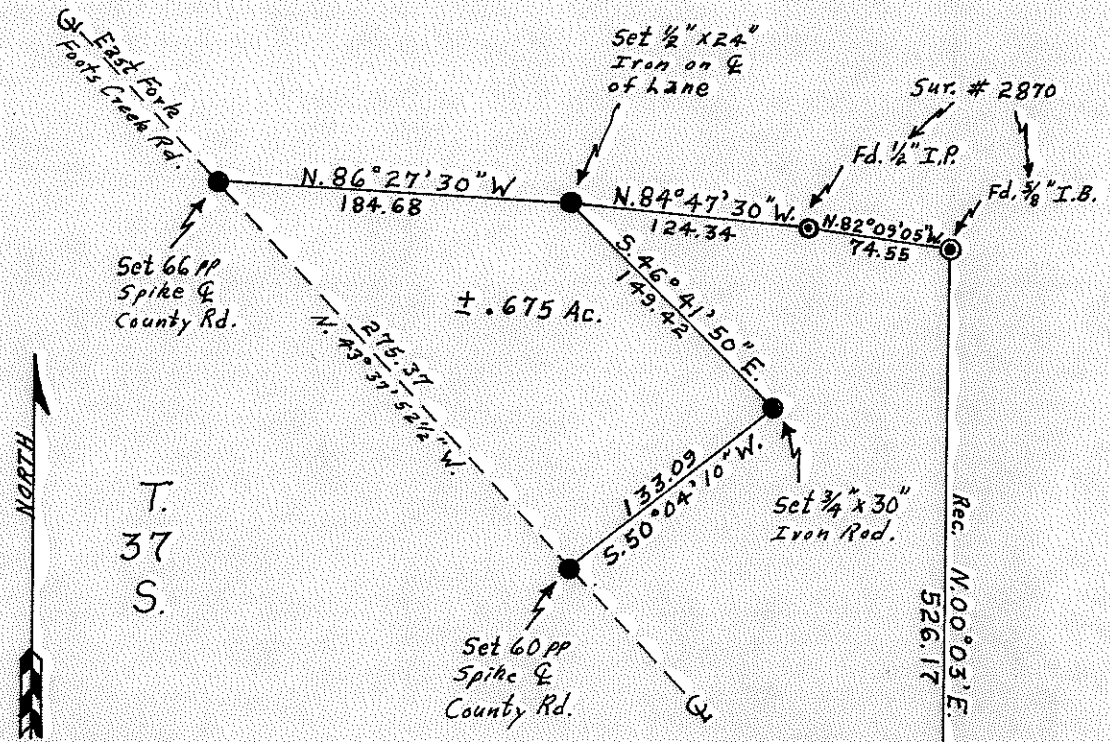 ℄ East Fork
Foots Creek Rd.
Set ½" x 24"
Iron on ℄
of Lane
Sur. # 2870
Fd. ½" I.P.
Fd. ⅝" I.B.
N. 86° 27' 30" W
184.68
N. 84° 47' 30" W.
124.34
N. 82° 09' 05" W.
74.55
Set 66 PP
Spike ℄
County Rd.
± .675 Ac.
S. 46° 41' 50" E.
149.42
275.37
N. 43° 37' 52½" W.
133.09
S. 50° 04' 10" W.
Set ¾" x 30"
Iron Rod.
NORTH
T.
37
S.
Set 60 PP
Spike ℄
County Rd.
℄
Rec. N. 00° 03' E.
526.17